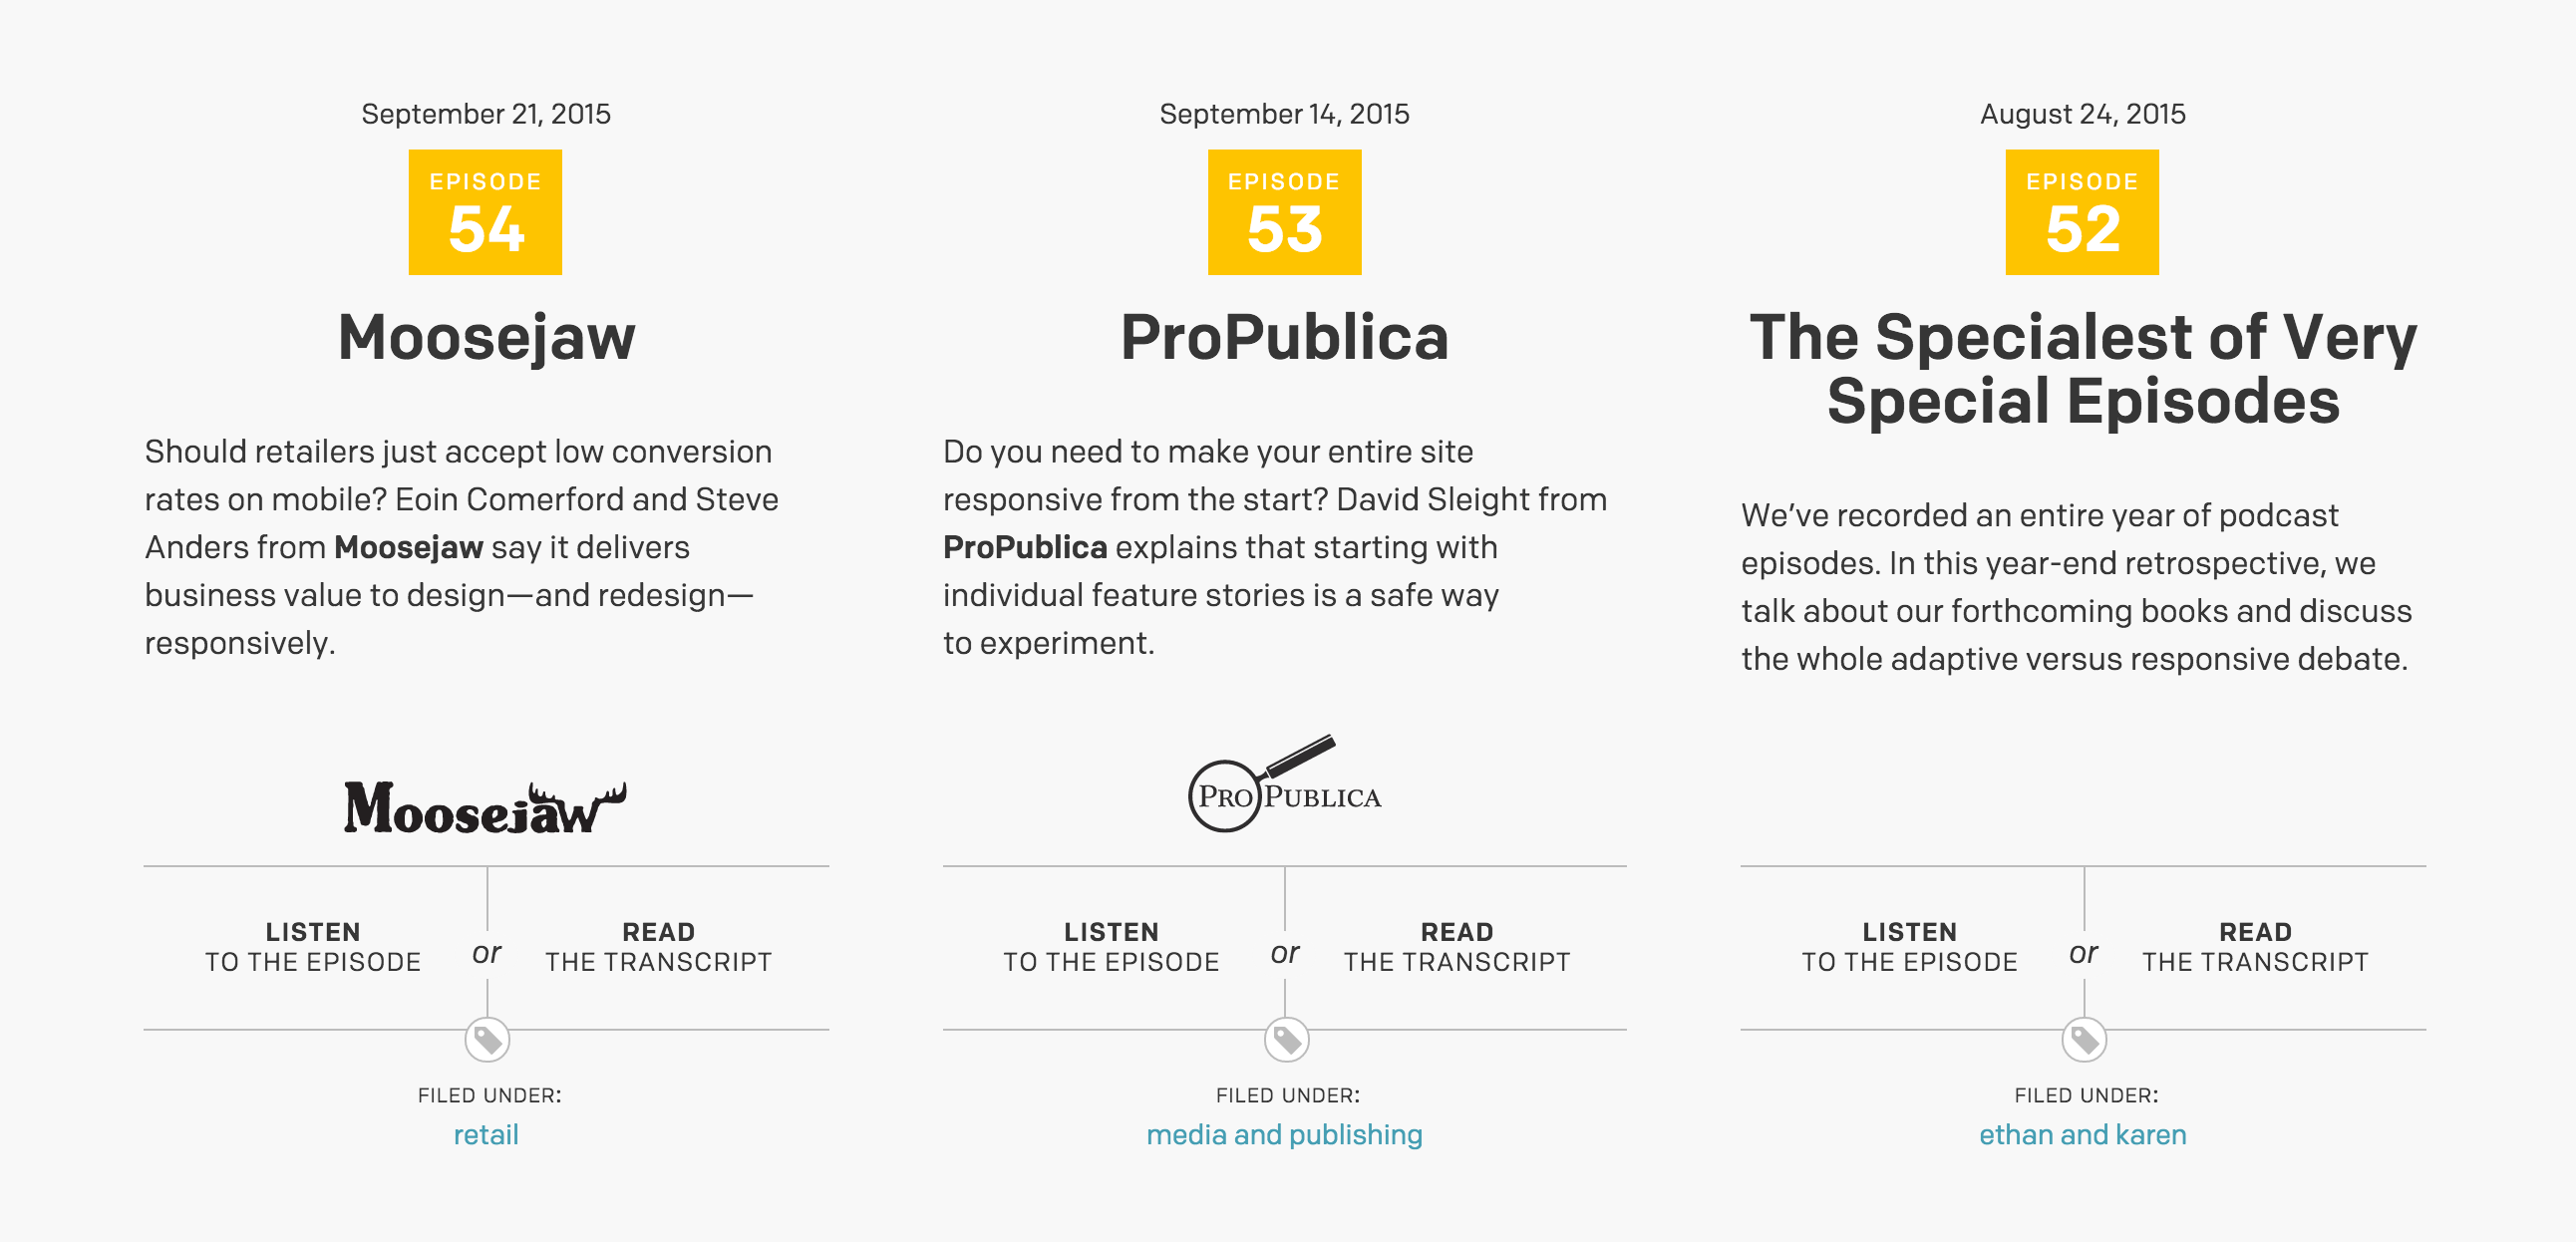 September 21, 2015
EPISODE
54
Moosejaw
Should retailers just accept low conversion
rates on mobile? Eoin Comerford and Steve
Anders from Moosejaw say it delivers
business value to design—and redesign—
responsively.
Moosejaw
LISTEN
TO THE EPISODE
or
READ
THE TRANSCRIPT
FILED UNDER:
retail
September 14, 2015
EPISODE
53
ProPublica
Do you need to make your entire site
responsive from the start? David Sleight from
ProPublica explains that starting with
individual feature stories is a safe way
to experiment.
PROPUBLICA
LISTEN
TO THE EPISODE
or
READ
THE TRANSCRIPT
FILED UNDER:
media and publishing
August 24, 2015
EPISODE
52
The Specialest of Very
Special Episodes
We’ve recorded an entire year of podcast
episodes. In this year-end retrospective, we
talk about our forthcoming books and discuss
the whole adaptive versus responsive debate.
LISTEN
TO THE EPISODE
or
READ
THE TRANSCRIPT
FILED UNDER:
ethan and karen